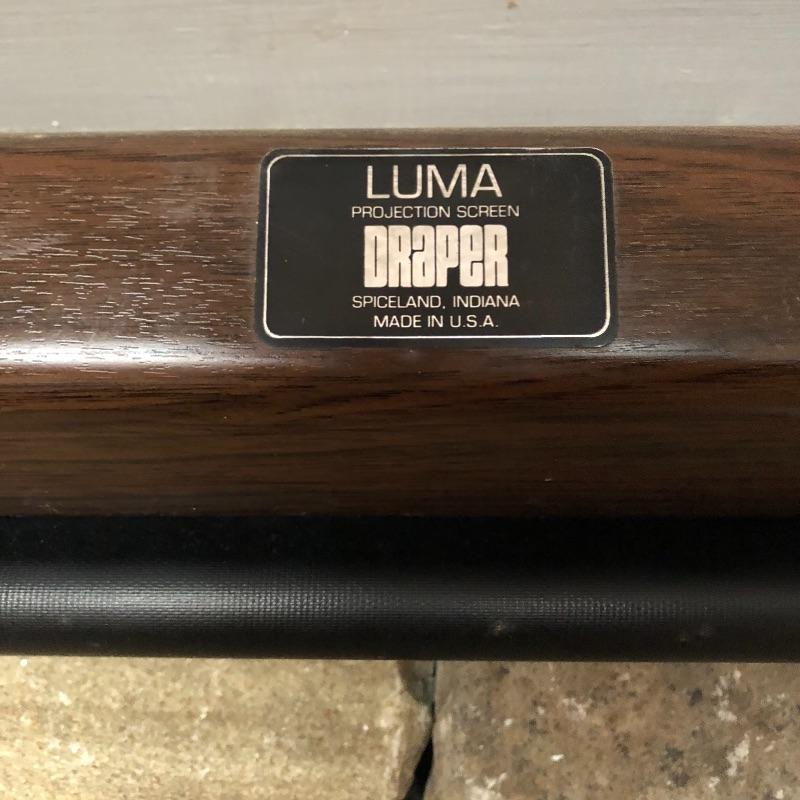 LUMA
PROJECTION SCREEN
DRAPER
SPICELAND, INDIANA
MADE IN U.S.A.